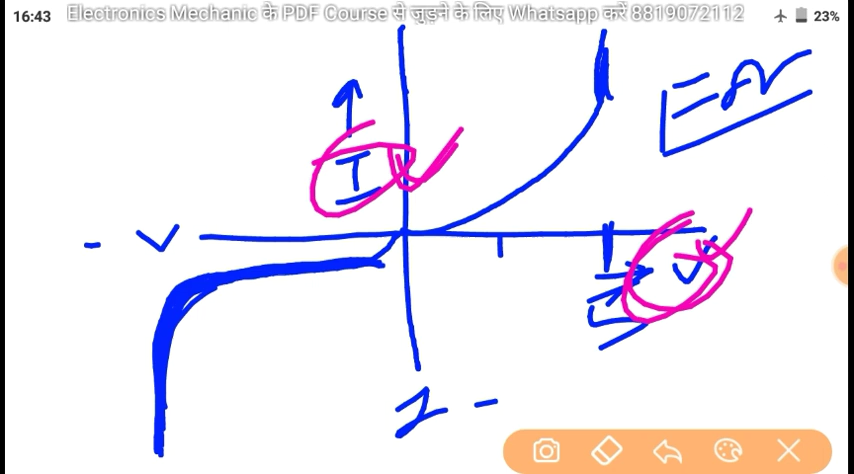 16:43 Electronics Mechanic के PDF Course से जुड़ने के लिए Whatsapp करें 8819072112 23%
I
- V
V
I -